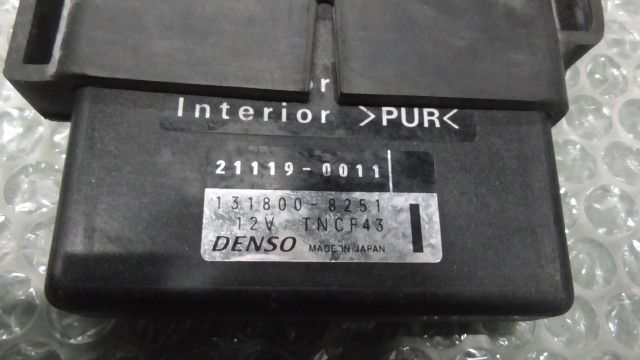 Interior >PUR<
21119-0011
131800-8251
12V TNCF43
DENSO MADE IN JAPAN